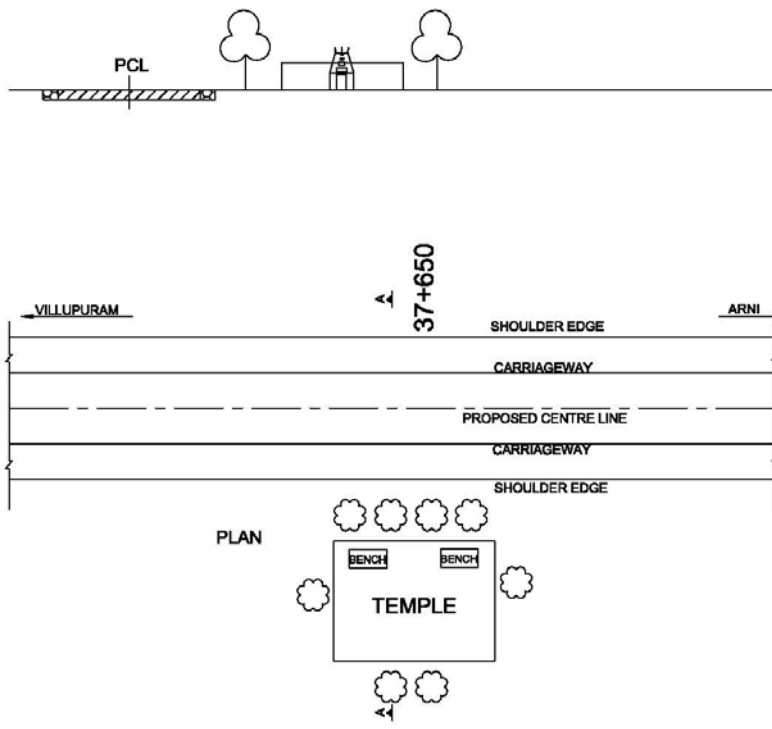 PCL
37+650
A
VILLUPURAM
ARNI
SHOULDER EDGE
CARRIAGEWAY
PROPOSED CENTRE LINE
CARRIAGEWAY
SHOULDER EDGE
PLAN
BENCH
BENCH
TEMPLE
A